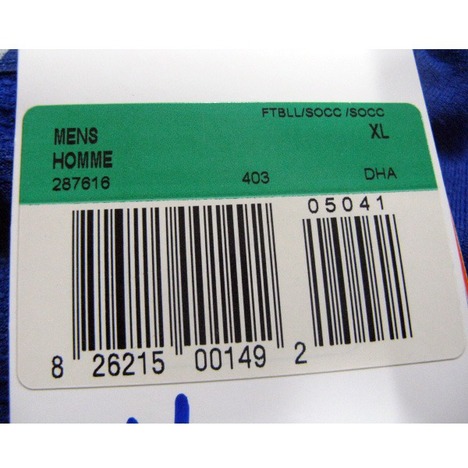 FTBLL/SOCC /SOCC
MENS XL
HOMME
287616 403 DHA
05041
8 26215 00149 2